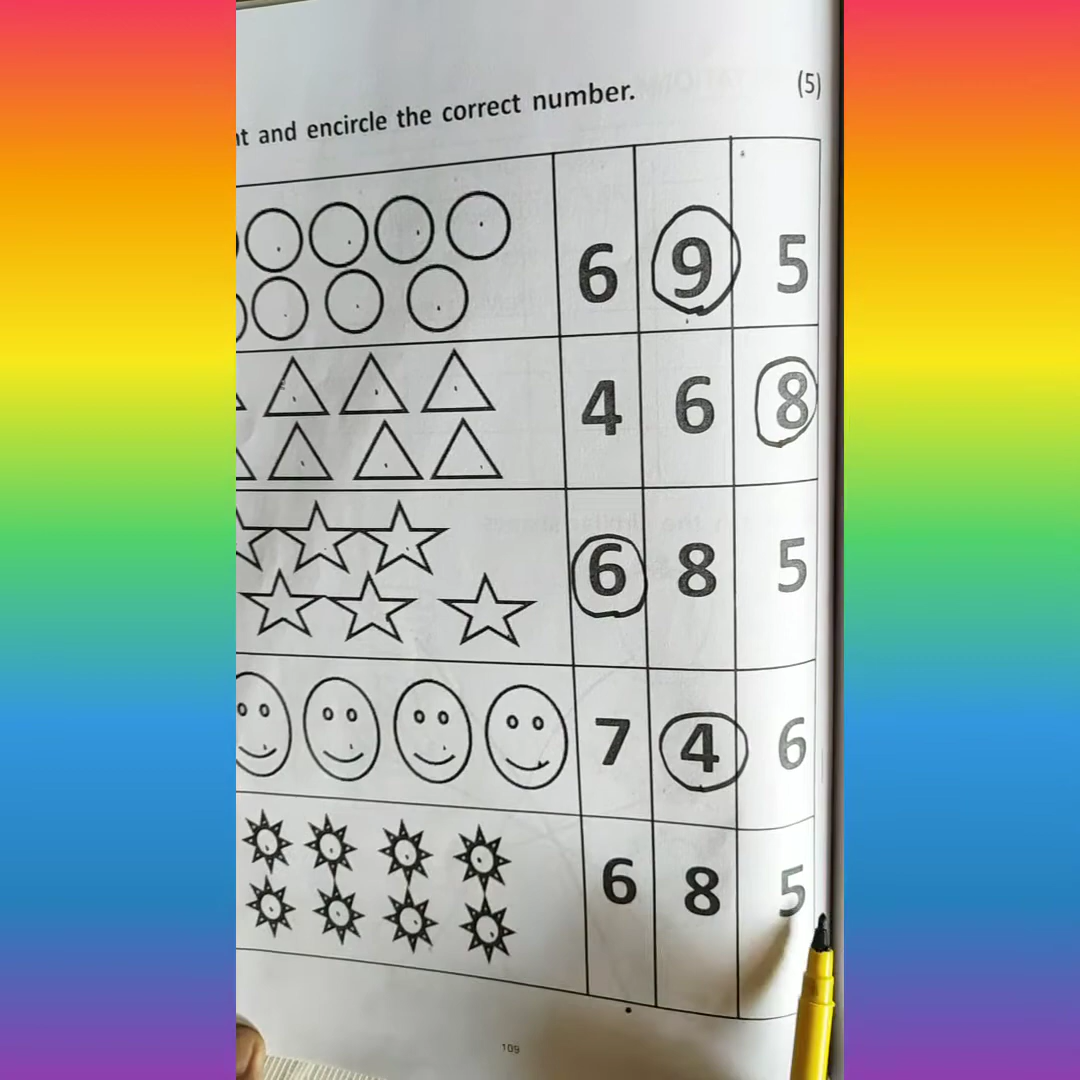 (5)
nt and encircle the correct number.
6 9 5
4 6 8
6 8 5
7 4 6
6 8 5
109